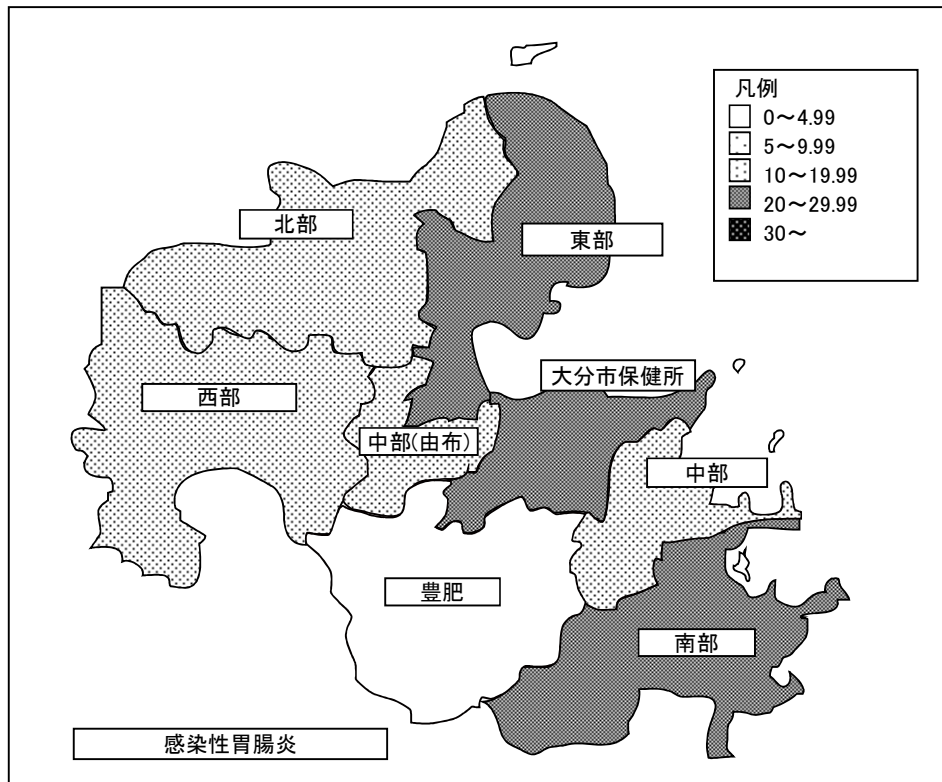 凡例
0～4.99
5～9.99
10～19.99
20～29.99
30～
北部
東部
大分市保健所
西部
中部(由布)
中部
豊肥
南部
感染性胃腸炎